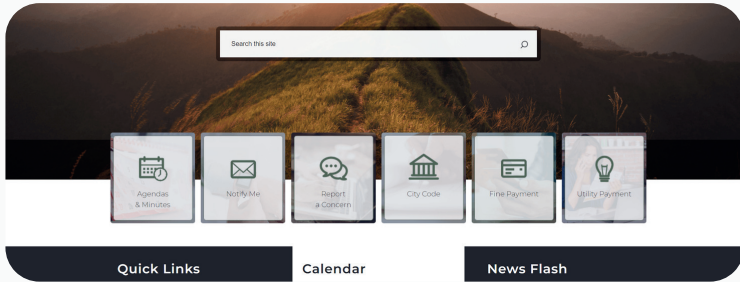 Search this site
Agendas
& Minutes
Notify Me
Report
a Concern
City Code
Fine Payment
Utility Payment
Quick Links
Calendar
News Flash